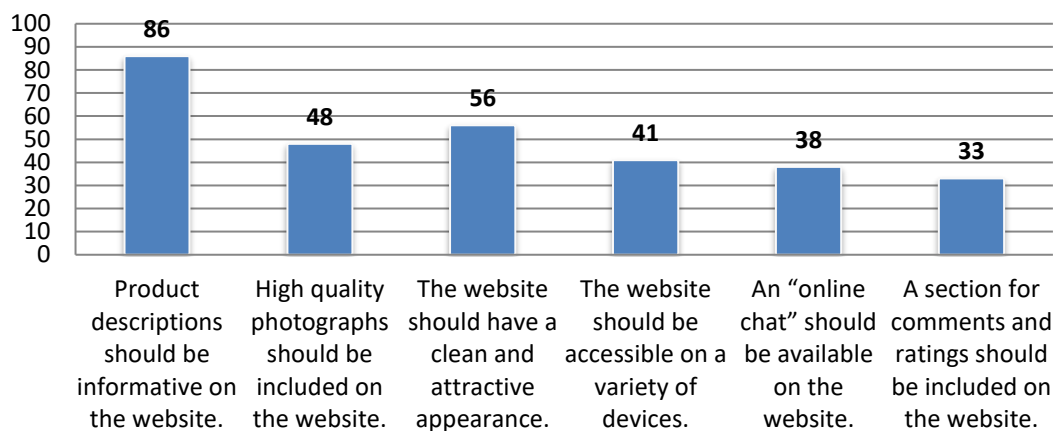 100
90
80
70
60
50
40
30
20
10
0
86
48
56
41
38
33
Product
descriptions
should be
informative on
the website.
High quality
photographs
should be
included on
the website.
The website
should have a
clean and
attractive
appearance.
The website
should be
accessible on a
variety of
devices.
An “online
chat” should
be available
on the
website.
A section for
comments and
ratings should
be included on
the website.